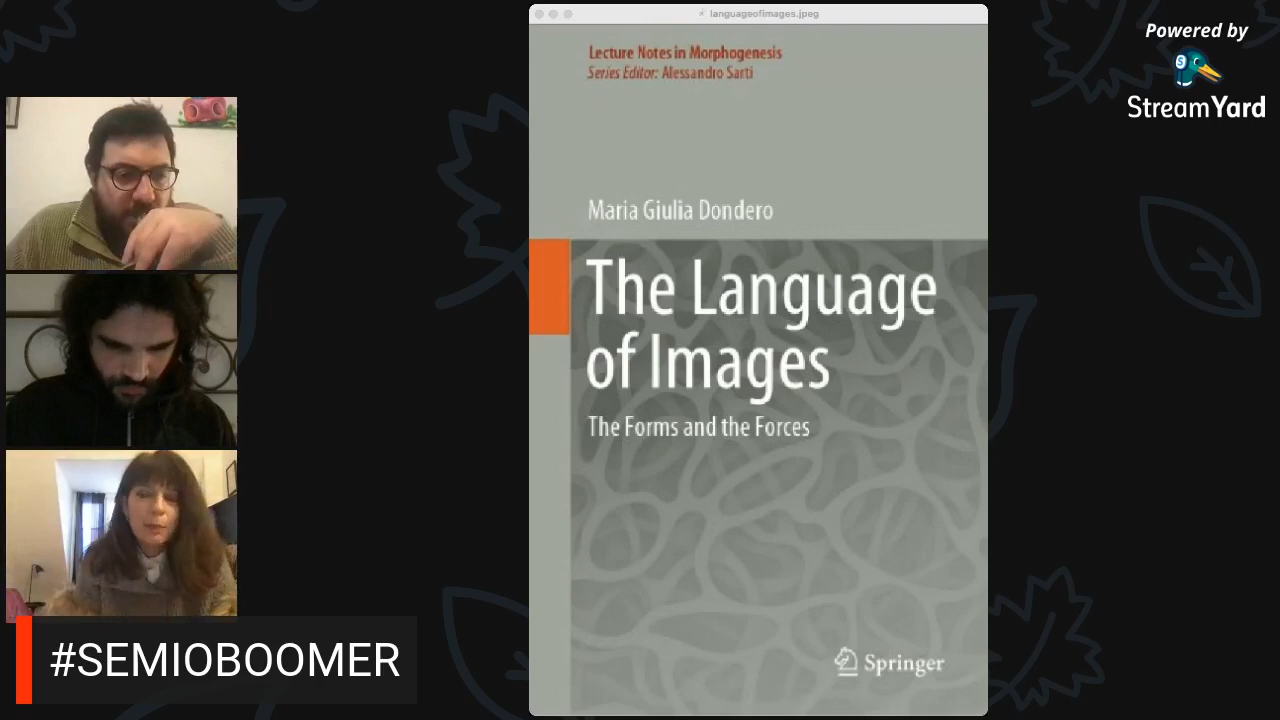 languageofimages.jpeg
Lecture Notes in Morphogenesis
Series Editor: Alessandro Sarti
Maria Giulia Dondero
The Language
of Images
The Forms and the Forces
Springer
Powered by
StreamYard
#SEMIOBOOMER